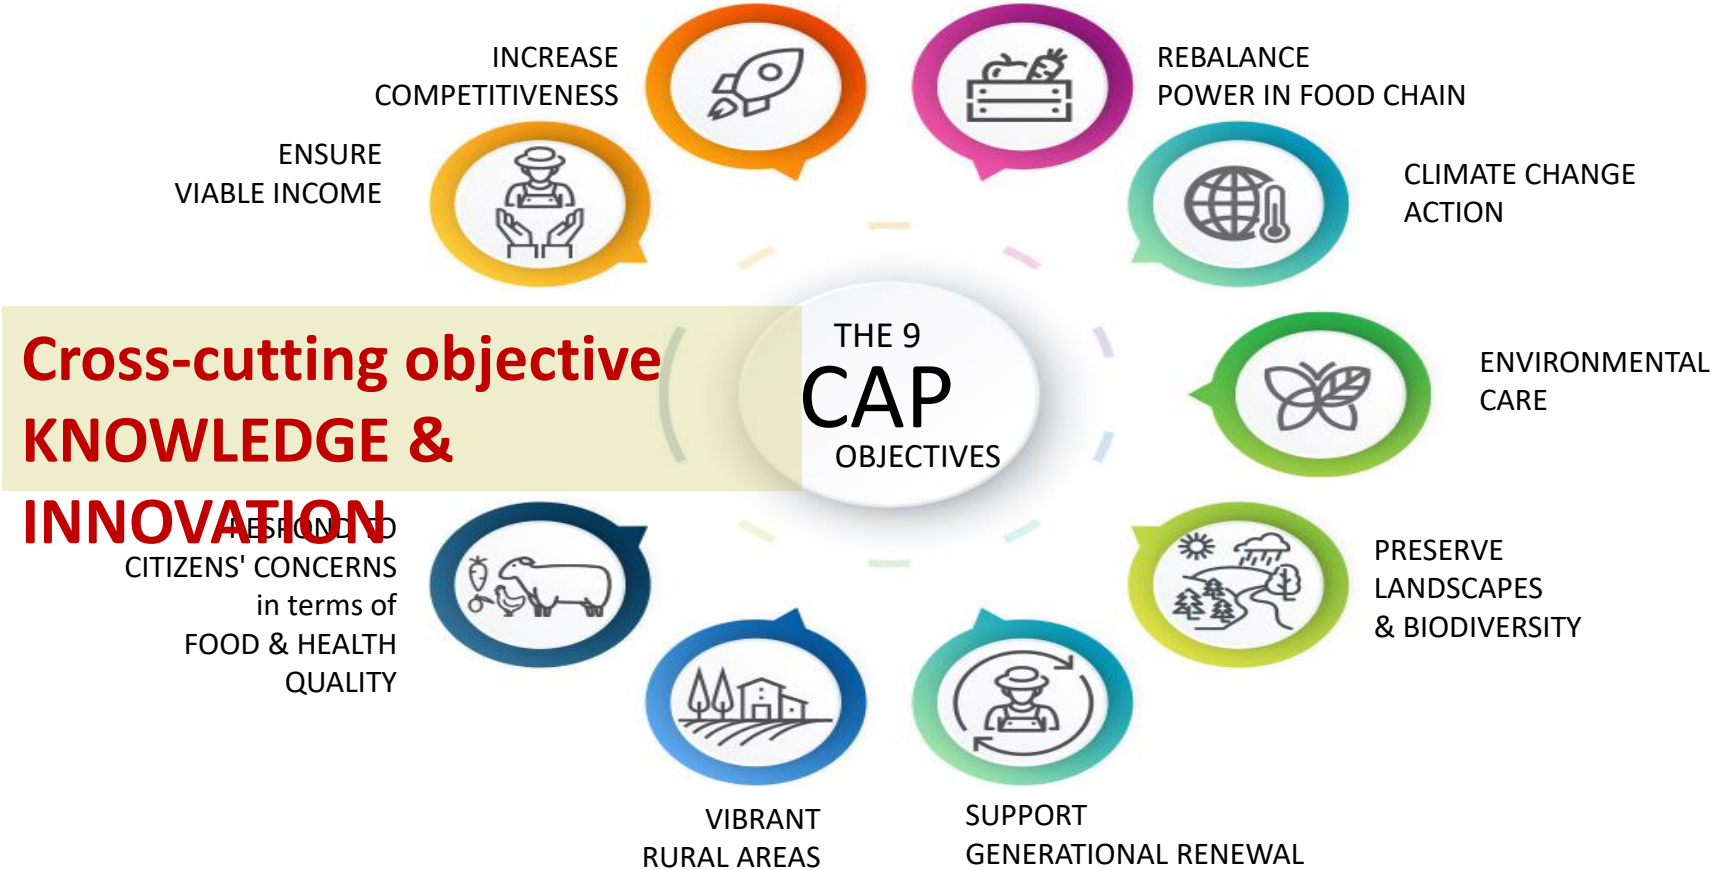 INCREASE
COMPETITIVENESS
REBALANCE
POWER IN FOOD CHAIN
ENSURE
VIABLE INCOME
CLIMATE CHANGE
ACTION
Cross-cutting objective
KNOWLEDGE &
INNOVATION
THE 9
CAP
OBJECTIVES
ENVIRONMENTAL
CARE
RESPOND TO
CITIZENS' CONCERNS
in terms of
FOOD & HEALTH
QUALITY
PRESERVE
LANDSCAPES
& BIODIVERSITY
VIBRANT
RURAL AREAS
SUPPORT
GENERATIONAL RENEWAL